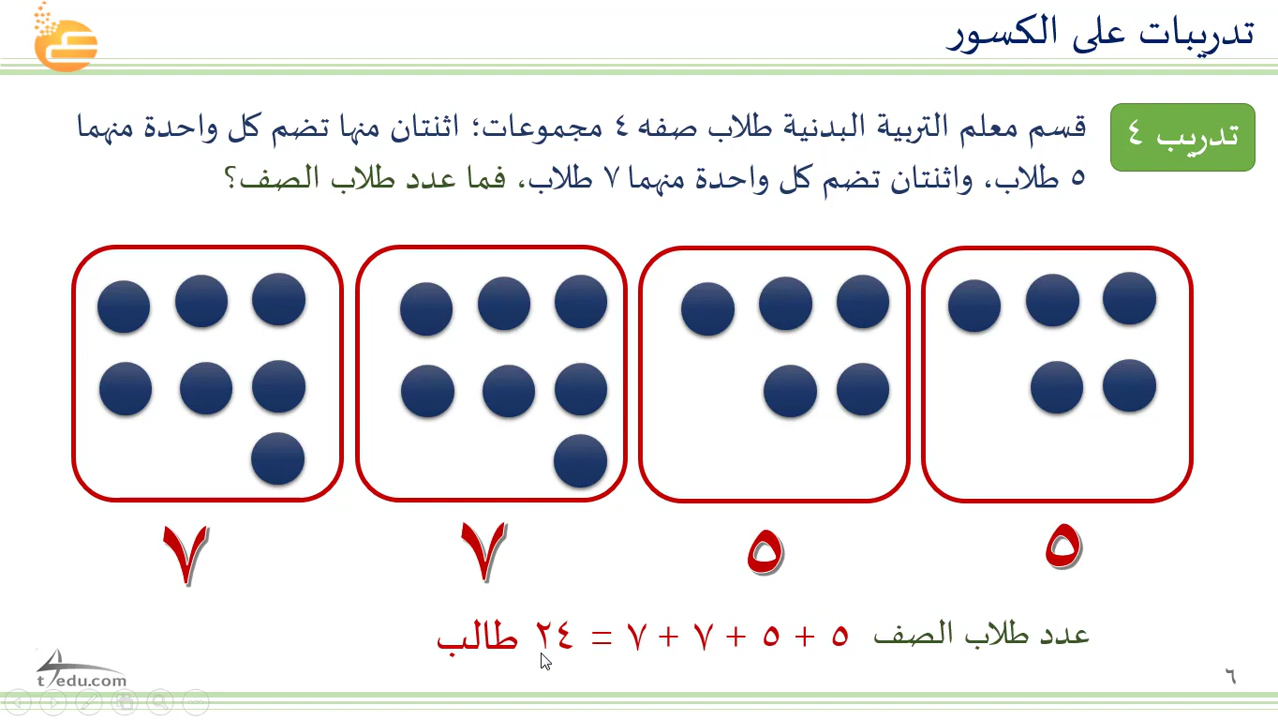 تدريبات على الكسور
تدريب ٤
قسم معلم التربية البدنية طلاب صفه ٤ مجموعات؛ اثنتان منها تضم كل واحدة منهما
٥ طلاب، واثنتان تضم كل واحدة منهما ٧ طلاب، فما عدد طلاب الصف؟
٥ ٥ ٧ ٧
عدد طلاب الصف ٥ + ٥ + ٧ + ٧ = ٢٤ طالب
t4edu.com
٦